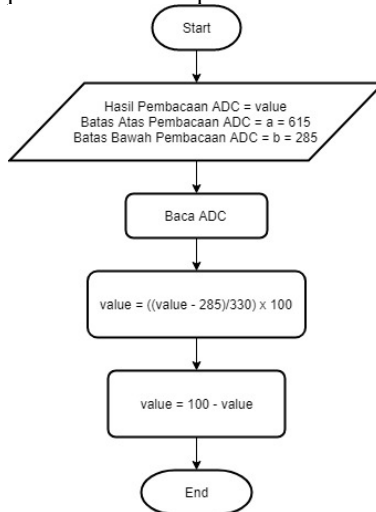 Start
Hasil Pembacaan ADC = value
Batas Atas Pembacaan ADC = a = 615
Batas Bawah Pembacaan ADC = b = 285
Baca ADC
value = ((value - 285)/330) x 100
value = 100 - value
End